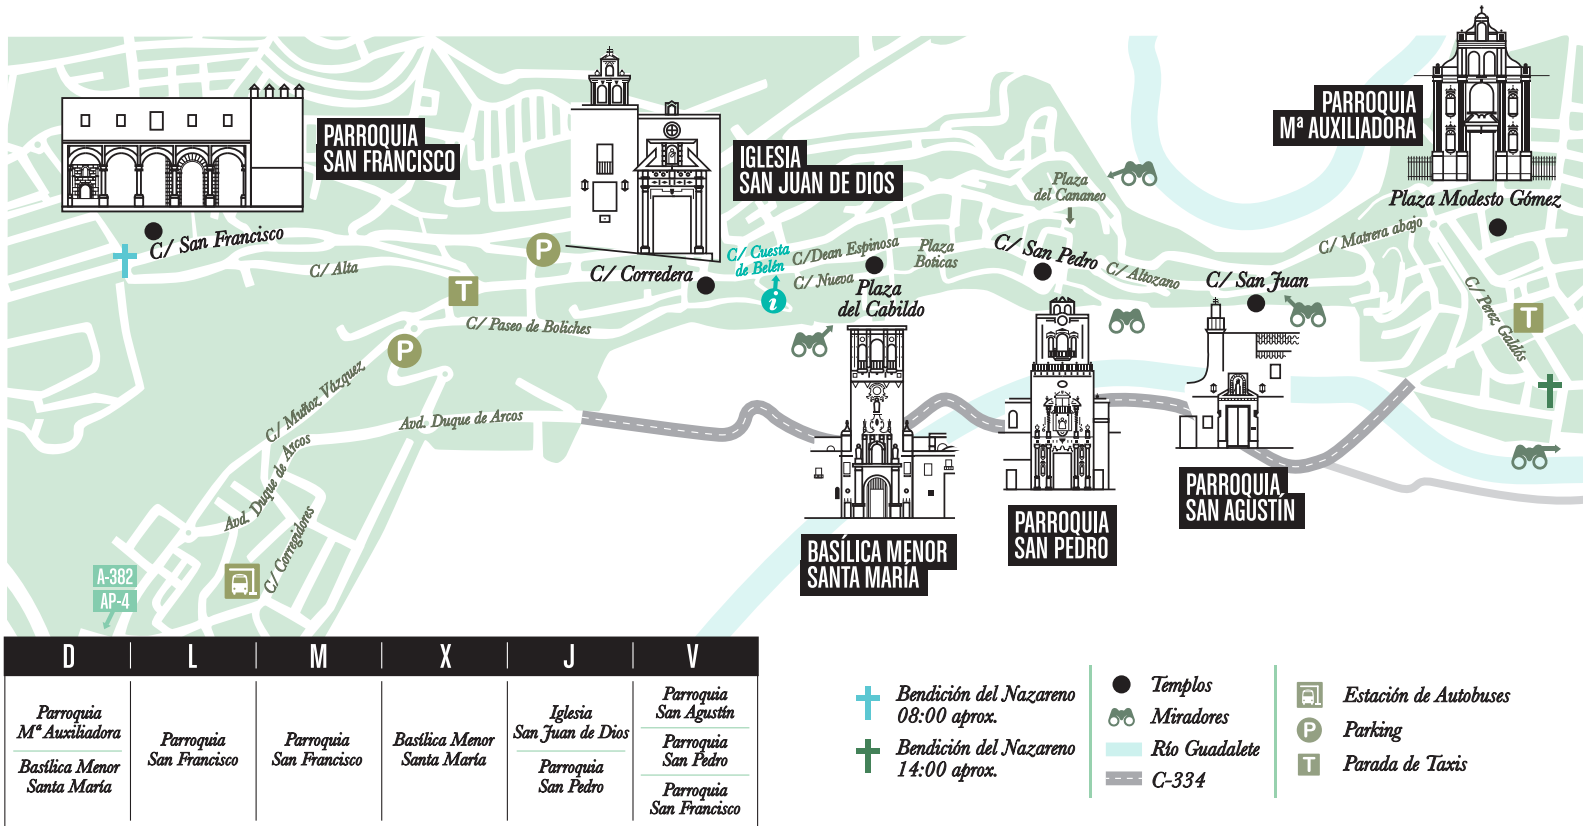 PARROQUIA
SAN FRANCISCO
IGLESIA
SAN JUAN DE DIOS
PARROQUIA
Mª AUXILIADORA
Plaza Modesto Gómez
Plaza
del Cananeo
C/ San Francisco
C/ Alta
P
T
C/ Corredera
C/ Cuesta
de Belén
i
C/Dean Espinosa
C/ Nueva
Plaza
Boticas
Plaza
del Cabildo
C/ San Pedro
C/ Altozano
C/ San Juan
C/ Matrera abajo
C/ Perez Galdós
T
C/ Paseo de Boliches
P
C/ Muñoz Vázquez
Avd. Duque de Arcos
Avd. Duque de Arcos
C/ Corregidores
A-382
AP-4
BASÍLICA MENOR
SANTA MARÍA
PARROQUIA
SAN PEDRO
PARROQUIA
SAN AGUSTÍN
D L M X J V
Parroquia
Mª Auxiliadora
Basílica Menor
Santa María
Parroquia
San Francisco
Parroquia
San Francisco
Basílica Menor
Santa María
Iglesia
San Juan de Dios
Parroquia
San Pedro
Parroquia
San Agustín
Parroquia
San Pedro
Parroquia
San Francisco
Bendición del Nazareno
08:00 aprox.
Bendición del Nazareno
14:00 aprox.
Templos
Miradores
Río Guadalete
C-334
Estación de Autobuses
P Parking
T Parada de Taxis